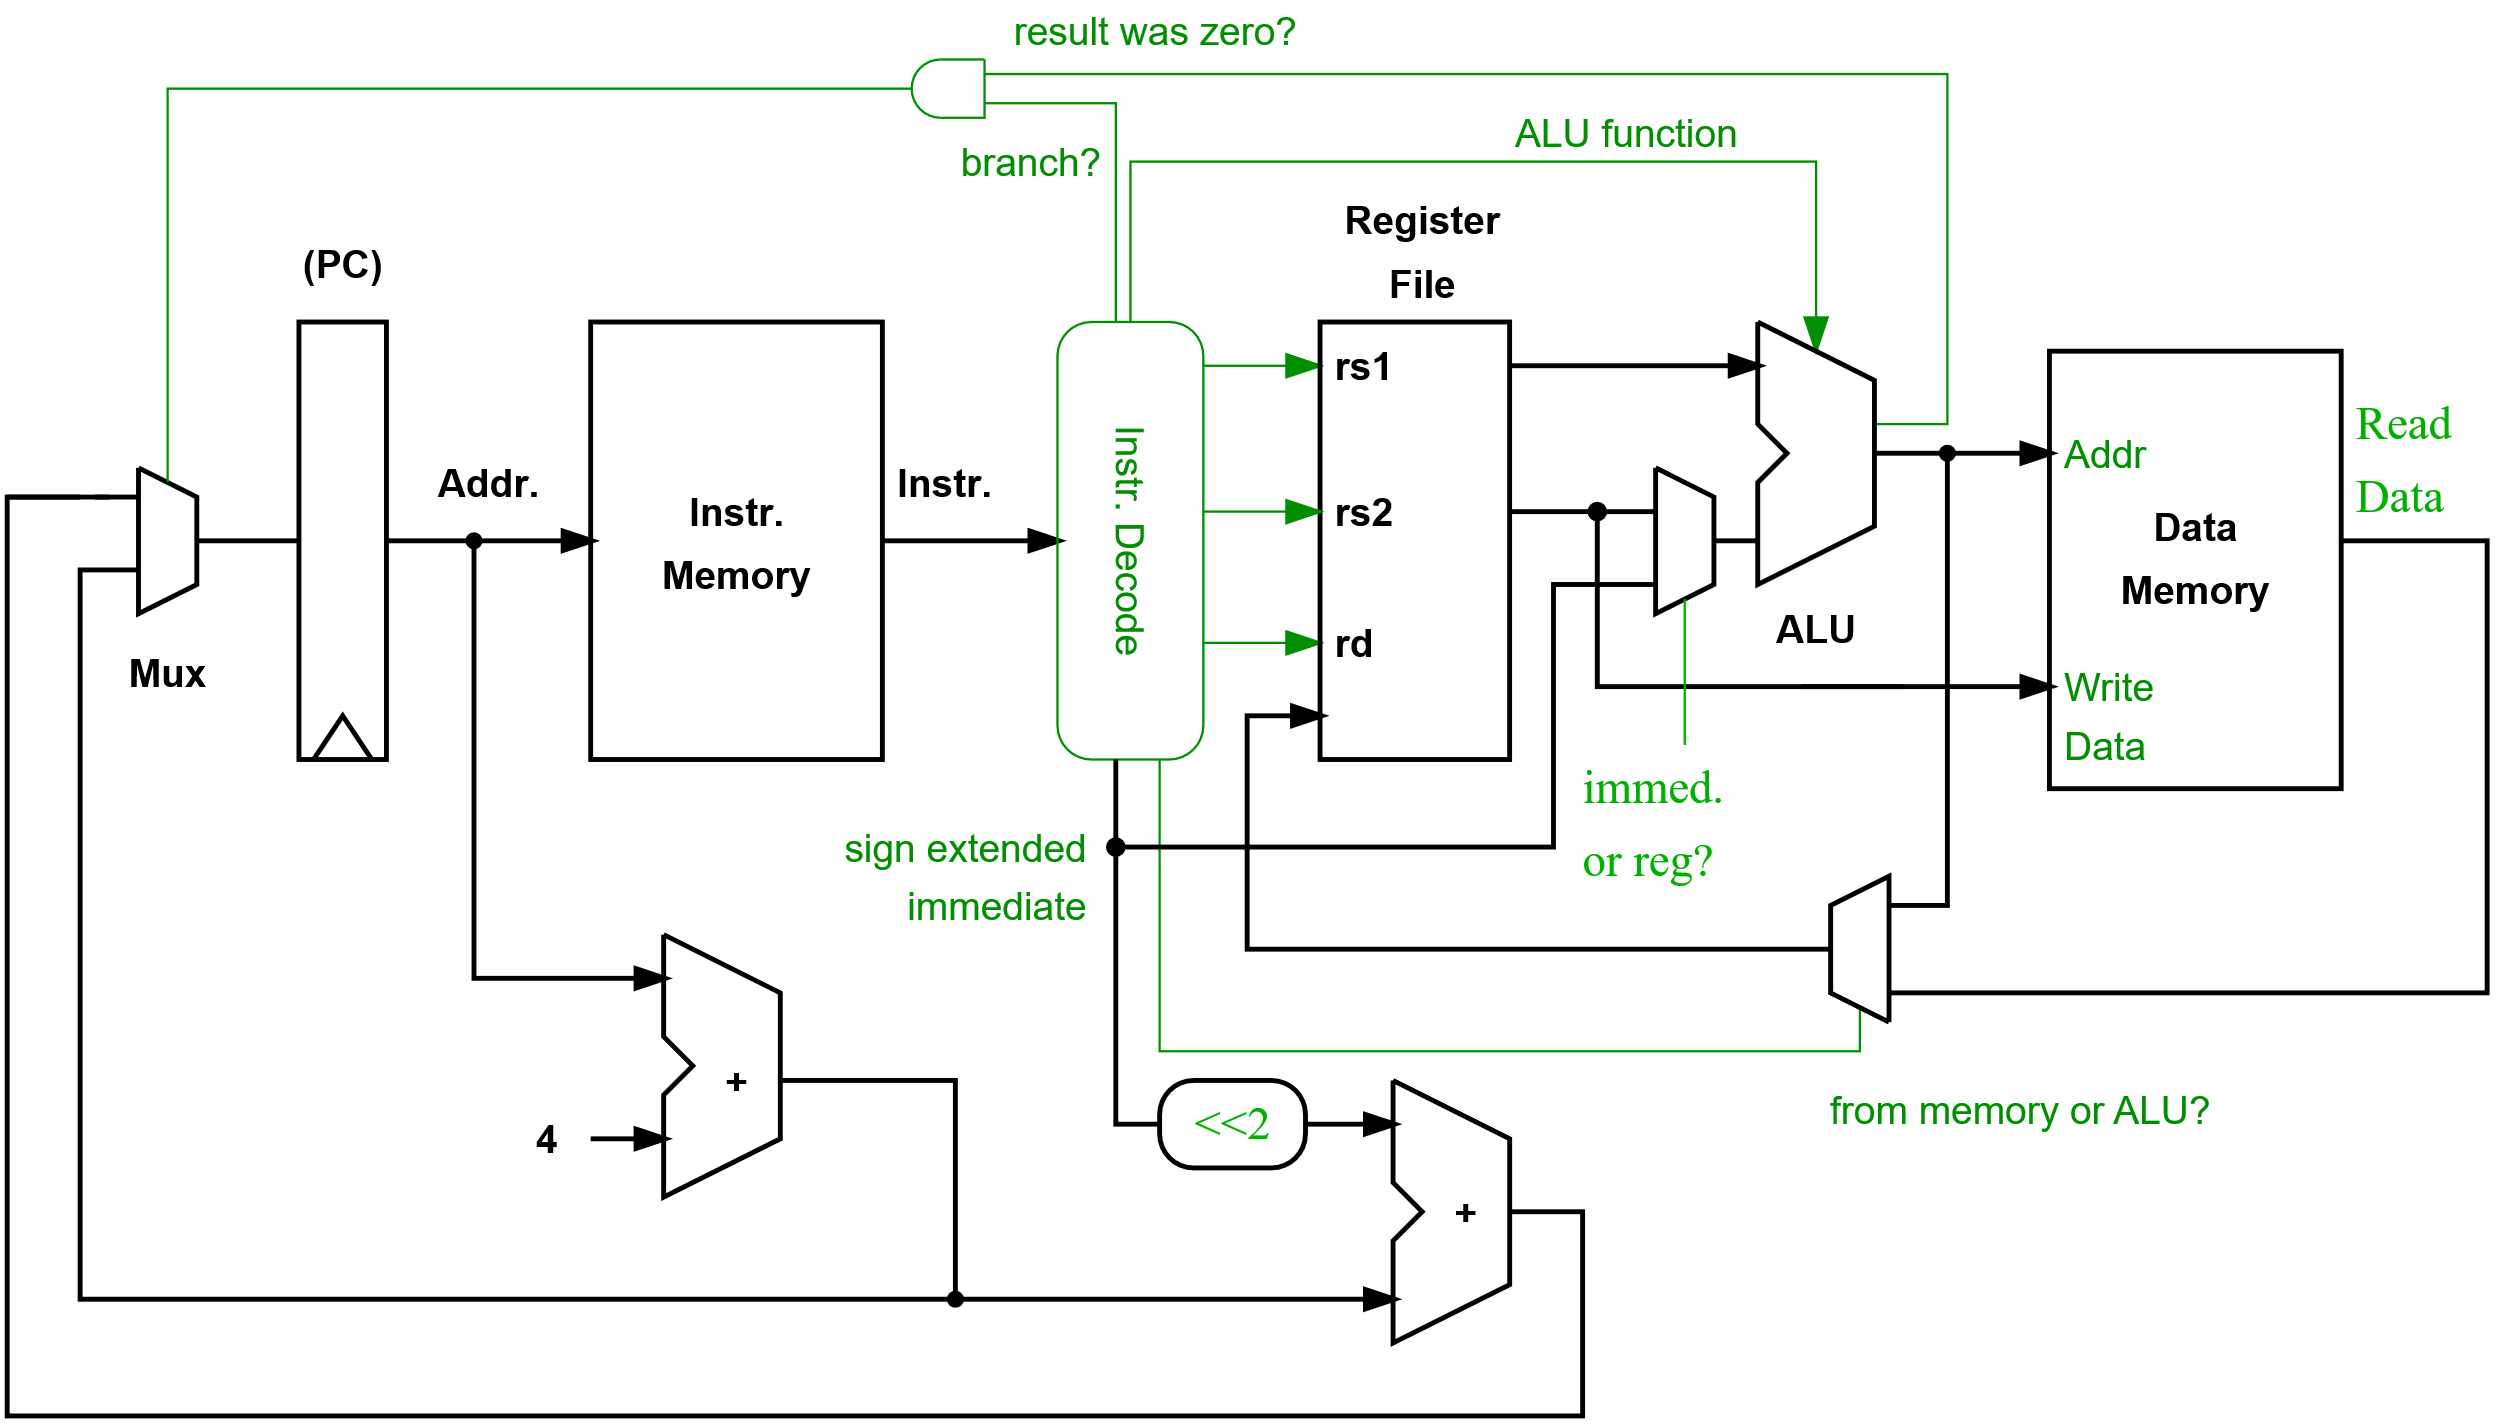 result was zero?
ALU function
branch?
Register
File
(PC)
rs1
Read
Addr
Data
Addr.
Instr.
Instr.
Memory
Instr. Decode
rs2
Data
Memory
ALU
rd
Mux
Write
Data
immed.
or reg?
sign extended
immediate
+
4
<<2
from memory or ALU?
+